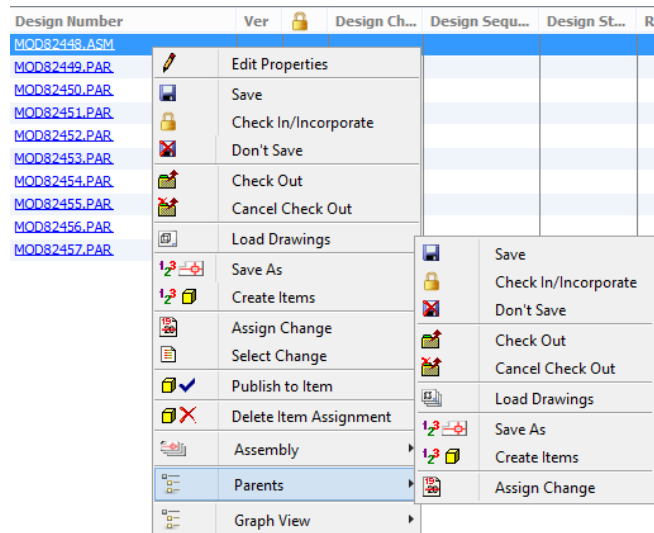 Design Number Ver Design Ch... Design Sequ... Design St... R
MOD82448.ASM
MOD82449.PAR
MOD82450.PAR
MOD82451.PAR
MOD82452.PAR
MOD82453.PAR
MOD82454.PAR
MOD82455.PAR
MOD82456.PAR
MOD82457.PAR
Edit Properties
Save
Check In/Incorporate
Don't Save
Check Out
Cancel Check Out
Load Drawings
Save As
Create Items
Assign Change
Select Change
Publish to Item
Delete Item Assignment
Assembly
Parents
Graph View
Save
Check In/Incorporate
Don't Save
Check Out
Cancel Check Out
Load Drawings
Save As
Create Items
Assign Change